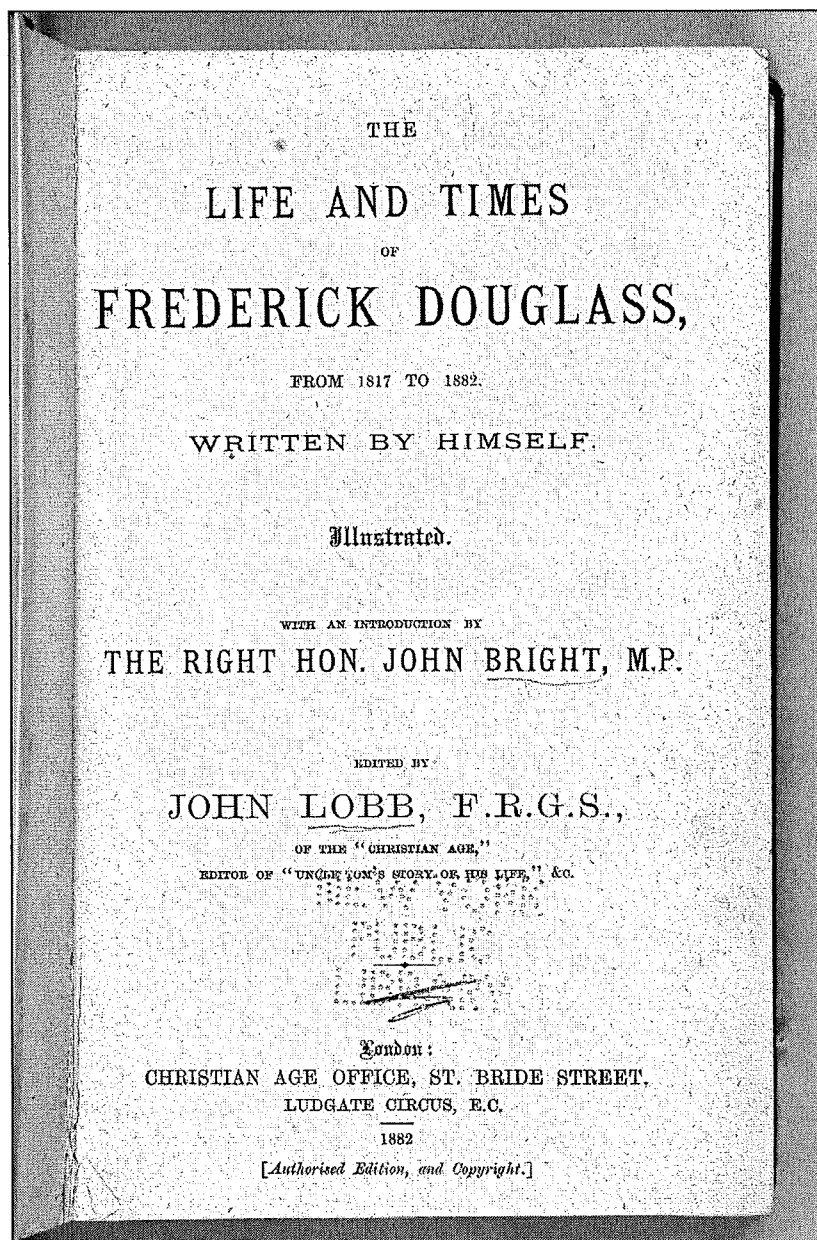 THE
LIFE AND TIMES
OF
FREDERICK DOUGLASS,
FROM 1817 TO 1882.
WRITTEN BY HIMSELF.
Illustrated.
WITH AN INTRODUCTION BY
THE RIGHT HON. JOHN BRIGHT, M.P.
EDITED BY
JOHN LOBB, F.R.G.S.,
OF THE "CHRISTIAN AGE,"
EDITOR OF "UNCLE TOM'S STORY OF HIS LIFE," &C.
London:
CHRISTIAN AGE OFFICE, ST. BRIDE STREET,
LUDGATE CIRCUS, E.C.
1882
[Authorised Edition, and Copyright.]